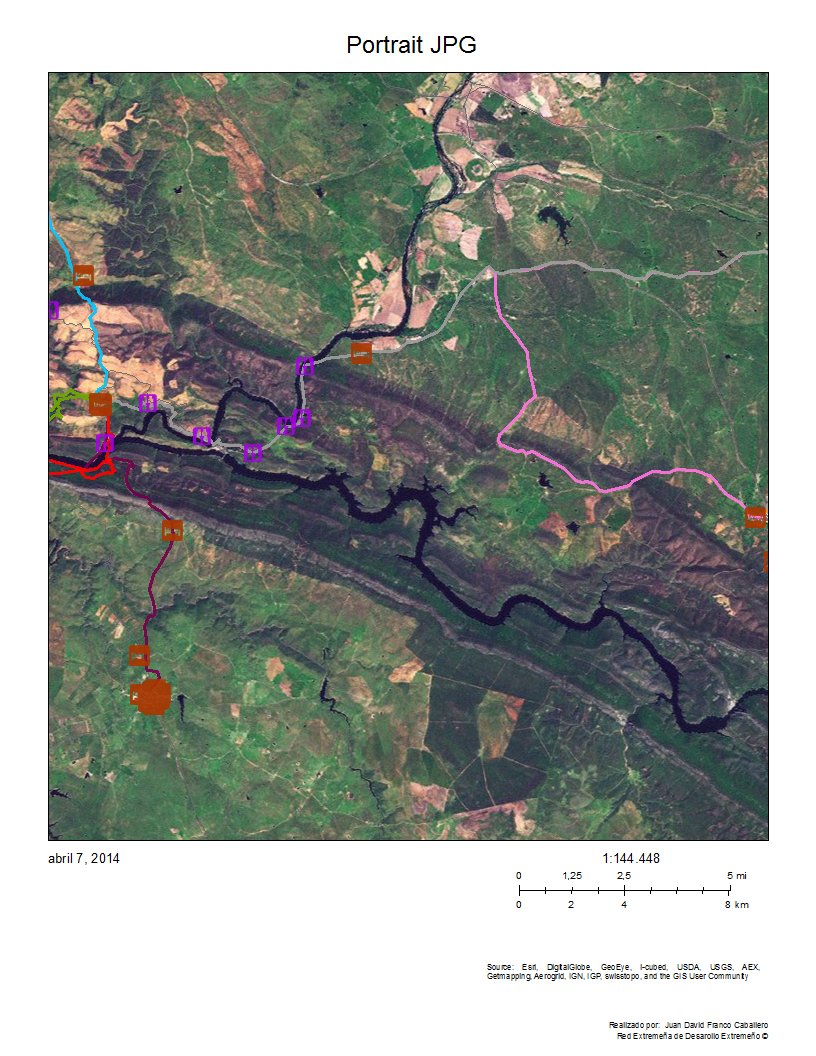 Portrait JPG
abril 7, 2014
1:144.448
0 1,25 2,5 5 mi
0 2 4 8 km
Source: Esri, DigitalGlobe, GeoEye, i-cubed, USDA, USGS, AEX,
Getmapping, Aerogrid, IGN, IGP, swisstopo, and the GIS User Community
Realizado por: Juan David Franco Caballero
Red Extremeña de Desarollo Extremeño ©